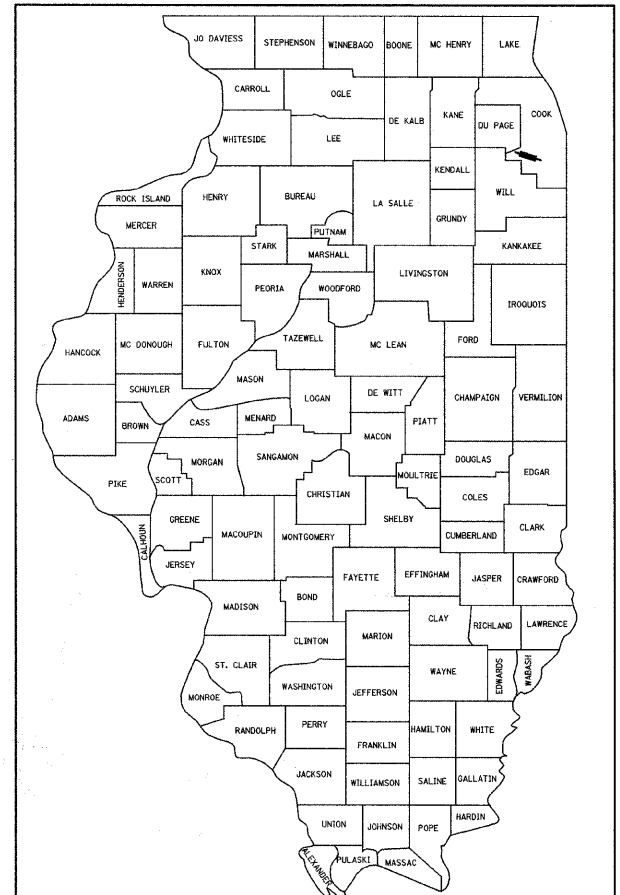 JO DAVIESS
STEPHENSON
WINNEBAGO
BOONE
MC HENRY
LAKE
CARROLL
OGLE
DE KALB
KANE
COOK
DU PAGE
WHITESIDE
LEE
KENDALL
WILL
ROCK ISLAND
HENRY
BUREAU
LA SALLE
GRUNDY
MERCER
PUTNAM
STARK
MARSHALL
KANKAKEE
HENDERSON
WARREN
KNOX
PEORIA
WOODFORD
LIVINGSTON
IROQUOIS
HANCOCK
MC DONOUGH
FULTON
TAZEWELL
MC LEAN
FORD
SCHUYLER
MASON
LOGAN
DE WITT
CHAMPAIGN
VERMILION
ADAMS
BROWN
CASS
MENARD
MACON
PIATT
PIKE
SCOTT
MORGAN
SANGAMON
CHRISTIAN
MOULTRIE
DOUGLAS
EDGAR
COLES
CALHOUN
GREENE
MACOUPIN
MONTGOMERY
SHELBY
CUMBERLAND
CLARK
JERSEY
FAYETTE
EFFINGHAM
JASPER
CRAWFORD
MADISON
BOND
CLAY
RICHLAND
LAWRENCE
CLINTON
MARION
ST. CLAIR
WAYNE
EDWARDS
WABASH
WASHINGTON
JEFFERSON
MONROE
RANDOLPH
PERRY
HAMILTON
WHITE
FRANKLIN
JACKSON
WILLIAMSON
SALINE
GALLATIN
UNION
JOHNSON
POPE
HARDIN
ALEXANDER
PULASKI
MASSAC